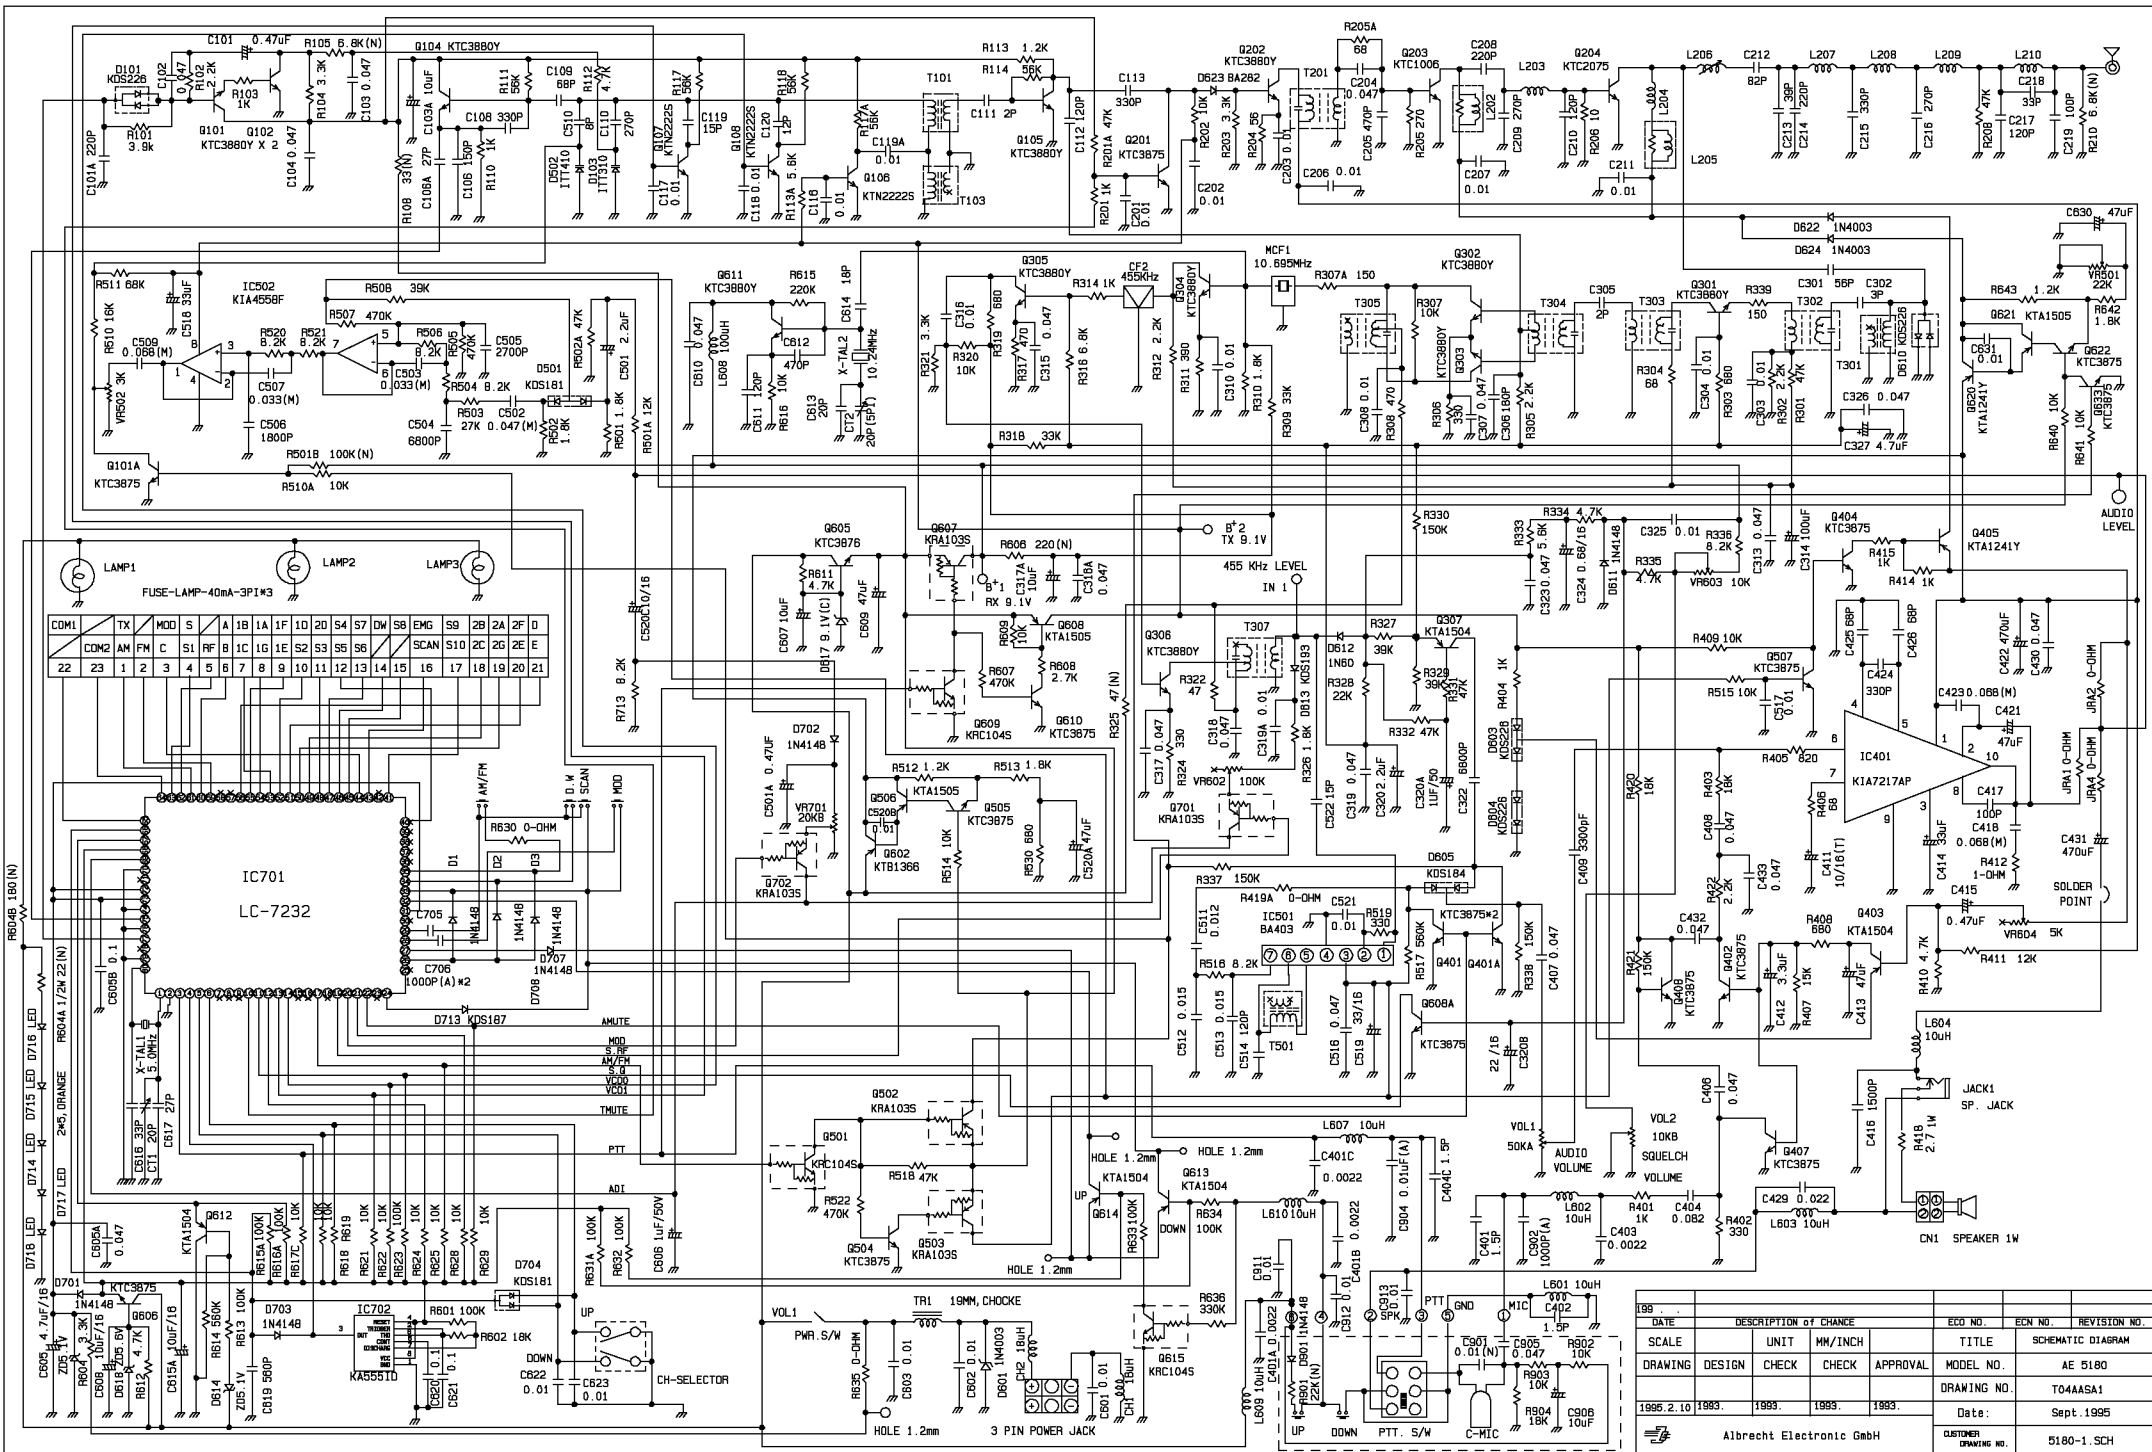 C101 0.47uF
R105 6.8K(N)
Q104 KTC3880Y
D101
KDS226
C102
0.047
R102
2.2K
R103
1K
R104 3.3K
C103 0.047
R101
3.9k
Q101
Q102
KTC3880Y X 2
C101A 220P
C104 0.047
R108 33(N)
C103A 10uF
C108 330P
C106A 27P
C106 150P
R110 1K
R111
56K
C109
68P
R112
4.7K
C510
8P
C110
270P
D502
ITT410
D103
ITT310
R117
56K
Q107
KTN2222S
C119
15P
C117
0.01
R118
56K
Q108
KTN2222S
C120
12P
C118 0.01
R113A 5.6K
C116
0.01
R117A
56K
C119A
0.01
Q106
KTN2222S
T101
T103
C111 2P
R113 1.2K
R114
56K
Q105
KTC3880Y
C112 120P
C113
330P
R201A 47K
R201 1K
C201
0.01
Q201
KTC3875
D623 BA282
R202 10K
C202
0.01
Q202
KTC3880Y
R203 3.3K
R204 56
C203 0.01
T201
R205A
68
C204
0.047
C205 470P
C206 0.01
Q203
KTC1006
R205 270
C208
220P
L202
C209 270P
C207
0.01
L203
C210 120P
R206 10
Q204
KTC2075
L204
L205
C211
0.01
L206
C212
82P
L207
L208
L209
L210
C213 39P
C214 220P
C215 330P
C216 270P
R20B 47K
C217
120P
C218
33P
C219 100P
R21D 6.8K(N)
D622 1N4003
D624 1N4003
C630 47uF
VR501
22K
R511 68K
C518 33uF
IC502
KIA4558F
R508 39K
R507 470K
R510 16K
C509
0.068(M)
VR502 3K
R520
8.2K
R521
8.2K
C507
0.033(M)
C506
1800P
R506
8.2K
C503
0.033(M)
R505
470K
C505
2700P
R504 8.2K
R503
27K
C504
6800P
C502
0.047(M)
D501
KDS181
R502
1.8K
R502A 47K
C501 2.2uF
R501 1.8K
R501A 12K
Q101A
KTC3875
R501B 100K(N)
R510A 10K
Q611
KTC3880Y
R615
220K
C614 18P
C610 0.047
L608 100uH
C612
470P
C611 120P
R616 10K
C613
20P
CT2
20P(5PI)
X-TAL2
10.24MHz
Q305
KTC3880Y
R314 1K
CF2
455KHz
R321 3.3K
C316
0.01
R319
680
R320
10K
R317
470
C315
0.047
R316 6.8K
R318 33K
R312 2.2K
Q304
KTC3880Y
R311 390
C310 0.01
R310 1.8K
R309 33K
MCF1
10.695MHz
R307A 150
T305
R307
10K
Q302
KTC3880Y
KTC3880Y
Q303
C308 0.01
R308 470
R306
330
C307 0.047
C306 180P
R305 2.2K
T304
C305
2P
T303
R304
68
Q301
KTC3880Y
R339
150
C301
56P
T302
C302
3P
C304 0.01
R303 680
C303 0.01
R302 2.2K
R301 47K
T301
D610 KDS226
C326 0.047
C327 4.7uF
R643 1.2K
R642
1.8K
Q621
KTA1505
C631
0.01
Q620
KTA1241Y
Q622
KTC3875
Q633
KTC3875
R640 10K
R641 10K
AUDIO
LEVEL
LAMP1
LAMP2
LAMP3
FUSE-LAMP-40mA-3PI*3
COM1 TX MOD S A 1B 1A 1F 1D 2D S4 S7 DW S8 EMG S9 2B 2A 2F D
COM2 AM FM C S1 RF B 1C 1G 1E S2 S3 S5 S6 SCAN S10 2C 2G 2E E
22 23 1 2 3 4 5 6 7 8 9 10 11 12 13 14 15 16 17 18 19 20 21
C520C 10/16
R713 8.2K
Q605
KTC3876
Q607
KRA103S
R606 220(N)
R611
4.7K
C607 10uF
D617 9.1V(C)
C609 47uF
B+1
RX 9.1V
C317A
10uF
C316A
0.047
B+2
TX 9.1V
455 KHz LEVEL
IN 1
R609
10K
Q608
KTA1505
R607
470K
R608
2.7K
Q609
KRC104S
Q610
KTC3875
R325 47(N)
Q306
KTC3880Y
R322
47
C317 0.047
R324 330
T307
C318
0.047
C319A 0.01
D613 KDS193
R326 1.8K
VR602 100K
Q701
KRA103S
D612
1N60
R327
39K
R328
22K
R329
39K
R331
47K
R332 47K
Q307
KTA1504
C522 15P
C319 0.047
C320 2.2uF
C320A
1UF/50
C322 6800P
R330
150K
R333 5.6K
R334 4.7K
C323 0.047
C324 0.68/16
D611 1N4148
C325 0.01
R335
4.7K
VR603 10K
R336
8.2K
C313 0.047
C314 100uF
Q404
KTC3875
R415
1K
Q405
KTA1241Y
R414 1K
R404 1K
R409 10K
D603
KDS226
D604
KDS226
Q507
KTC3875
R515 10K
C517
0.01
C425 68P
C426 68P
C424
330P
C422 470uF
C430 0.047
C423 0.068(M)
C421
47uF
JRA2 0-OHM
JRA1 0-OHM
JRA4 0-OHM
IC401
KIA7217AP
R405 820
R406
68
C417
100P
C418
0.068(M)
C414 33uF
R412
1-OHM
C431
470uF
SOLDER
POINT
R420
18K
R403
18K
C408 0.047
C409 3300pF
C411
10/16(T)
R422
2.2K
C433
0.047
C432
0.047
R421
150K
Q408
KTC3875
Q402
KTC3875
R408
680
Q403
KTA1504
C415
0.47uF
VR604 5K
C412 3.3uF
R407 15K
C413 47uF
R410 4.7K
R411 12K
IC701
LC-7232
AM/FM
D.W
SCAN
MOD
R630 0-OHM
D1
D2
D3
C705
1N4148
1N4148
1N4148
D707
1N4148
C706
1000P(A)*2
D708
D713 KDS187
D702
1N4148
C501A 0.47UF
VR701
20KB
Q702
KRA103S
R512 1.2K
R513 1.8K
KTA1505
Q506
C520B
0.01
Q505
KTC3875
Q602
KTB1366
R514 10K
R530 680
C520A 47uF
R337 150K
R419A 0-OHM
D605
KDS184
C511
0.012
IC501
BA403
C521
0.01
R519
330
KTC3875*2
Q401
Q401A
R517 560K
R338 150K
C407 0.047
R516 8.2K
C512 0.015
C513 0.015
C514 120P
T501
C516 0.047
C519 33/16
Q608A
KTC3875
22 /16
C320B
R604B 180(N)
R604A 1/2W 22(N)
D716 LED
D715 LED
D714 LED
D717 LED
D718 LED
2*5,ORANGE
C605B 0.1
X-TAL1
5.0MHz
C616 33P
CT1 20P
C617 27P
AMUTE
MOD
S.RF
AM/FM
S.Q
VCO0
VCO1
TMUTE
PTT
ADI
Q501
KRC104S
Q502
KRA103S
R518 47K
R522
470K
Q504
KTC3875
Q503
KRA103S
C606 1uF/50V
HOLE 1.2mm
HOLE 1.2mm
HOLE 1.2mm
KTA1504
UP
Q614
Q613
KTA1504
DOWN
R634
100K
R633 100K
L607 10uH
C401C
0.0022
C904 0.01uF(A)
C404C 1.5P
L610 10uH
C401B 0.0022
VOL1
50KA
AUDIO
VOLUME
VOL2
10KB
SQUELCH
VOLUME
C406 0.047
Q407
KTC3875
L604
10uH
C416 1500P
JACK1
SP. JACK
R418
2.7 1W
C401
1.5P
C902
1000P(A)
L602
10uH
C403
0.0022
R401
1K
C404
0.082
R402
330
C429 0.022
L603 10uH
CN1 SPEAKER 1W
C605A
0.047
KTA1504
Q612
R615A 100K
R616A 100K
R617C 10K
R618 10K
R619 10K
R621 10K
R622 10K
R623 100K
R624 10K
R625 10K
R628 10K
R629 10K
R631A 100K
R632 100K
D701
1N4148
KTC3875
Q606
C605 4.7uF/16
ZD5.1V
R604 3.3K
C608 10uF/16
D618 ZD5.6V
R612 4.7K
C615A 10uF/16
R614 560K
D614 ZD5.1V
R613 100K
D703
1N4148
C619 560P
IC702
RESET
TRIGGER
OUT
THD
CONT
DISCHARG
VCC
GND
KA555ID
R601 100K
R602 18K
C620 0.1
C621 0.1
D704
KDS181
UP
DOWN
C622
0.01
C623
0.01
CH-SELECTOR
VOL1
PWR.S/W
R635 0-OHM
HOLE 1.2mm
C603 0.01
TR1 19MM,CHOCKE
C602 0.01
D601 1N4003
CH2 18uH
3 PIN POWER JACK
C601 0.01
CH1 18uH
Q615
KRC104S
R636
330K
L609 10uH
C401A 0.0022
C911
0.01
D901 1N4148
R901
22K(N)
C912 0.01
C913
0.01
SPK
PTT
GND
MIC
L601 10uH
C402
1.5P
C901
0.01(N)
C905
0.047
R902
10K
R903
10K
R904
18K
C906
10uF
UP
DOWN
PTT. S/W
C-MIC
199 . .
DATE DESCRIPTION of CHANCE ECO NO. ECN NO. REVISION NO.
SCALE UNIT MM/INCH TITLE SCHEMATIC DIAGRAM
DRAWING DESIGN CHECK CHECK APPROVAL MODEL NO. AE 5180
DRAWING NO. T04AASA1
1995.2.10 1993. 1993. 1993. 1993. Date: Sept.1995
Albrecht Electronic GmbH CUSTOMER DRAWING NO. 5180-1.SCH